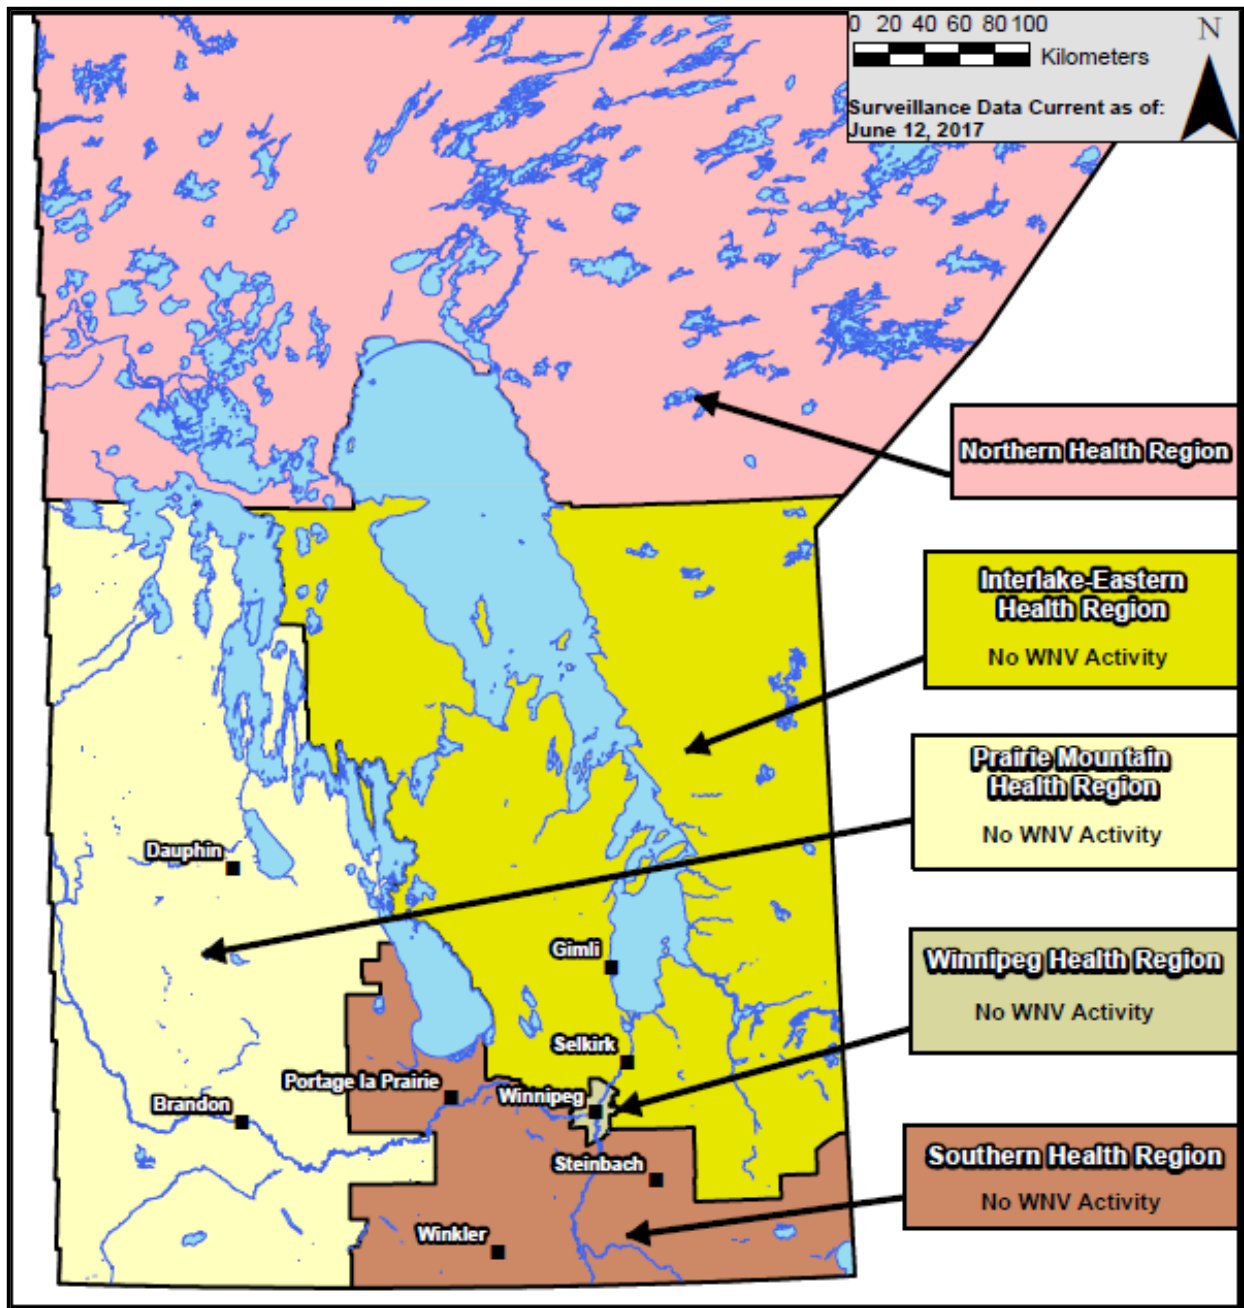 0 20 40 60 80 100
N
Kilometers
Surveillance Data Current as of:
June 12, 2017
Northern Health Region
Interlake-Eastern
Health Region
No WNV Activity
Prairie Mountain
Health Region
No WNV Activity
Dauphin
Winnipeg Health Region
No WNV Activity
Gimli
Selkirk
Portage la Prairie
Winnipeg
Brandon
Steinbach
Southern Health Region
No WNV Activity
Winkler